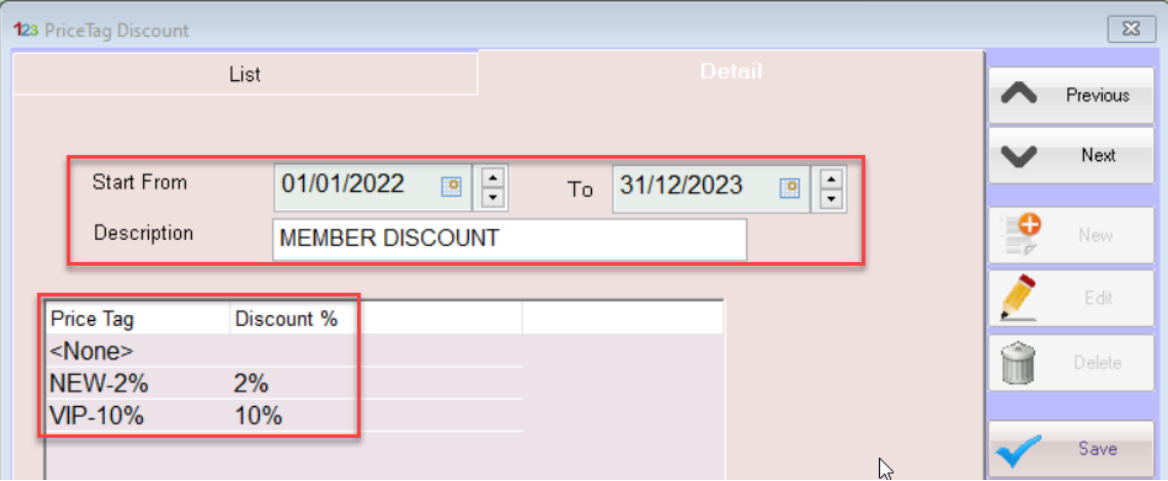 123 PriceTag Discount
List
Detail
Previous
Next
Start From 01/01/2022 To 31/12/2023
Description MEMBER DISCOUNT
New
Edit
Delete
Save
Price Tag Discount %
<None>
NEW-2% 2%
VIP-10% 10%